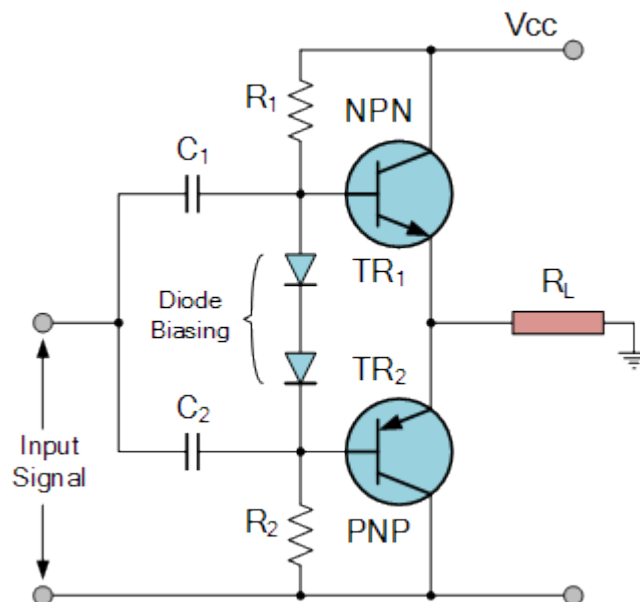 Vcc
R1
NPN
C1
TR1
Diode
Biasing
RL
TR2
C2
Input
Signal
R2
PNP